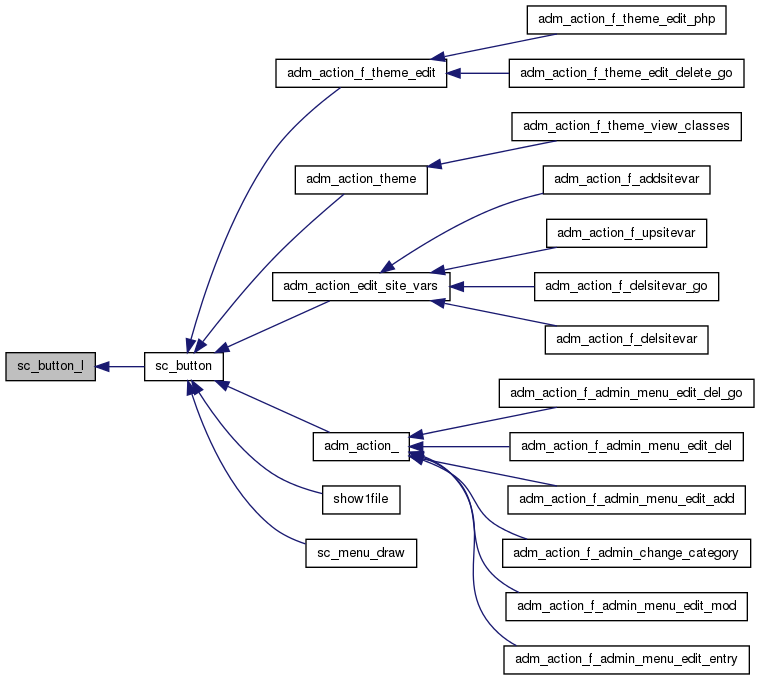 adm_action_f_theme_edit_php
adm_action_f_theme_edit
adm_action_f_theme_edit_delete_go
adm_action_f_theme_view_classes
adm_action_theme
adm_action_f_addsitevar
adm_action_f_upsitevar
adm_action_edit_site_vars
adm_action_f_delsitevar_go
adm_action_f_delsitevar
sc_button_l
sc_button
adm_action_f_admin_menu_edit_del_go
adm_action_
adm_action_f_admin_menu_edit_del
show1file
adm_action_f_admin_menu_edit_add
sc_menu_draw
adm_action_f_admin_change_category
adm_action_f_admin_menu_edit_mod
adm_action_f_admin_menu_edit_entry